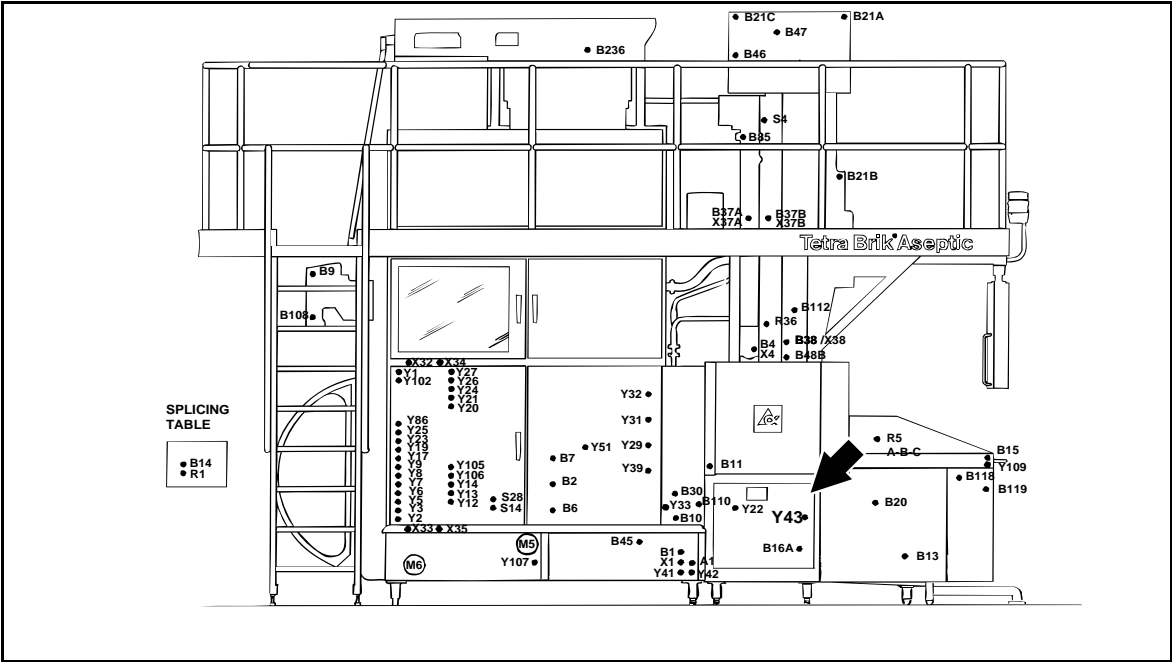 B21C
B21A
B47
B236
B46
S4
B85
B21B
B37A
X37A
B37B
X37B
Tetra Brik Aseptic
B9
B108
B112
R36
B38 /X38
B4
X4
B48B
X32
X34
Y1
Y102
Y27
Y26
Y24
Y21
Y20
Y32
Y31
Y29
Y39
SPLICING
TABLE
B14
R1
Y86
Y25
Y23
Y19
Y17
Y9
Y8
Y7
Y6
Y5
Y3
Y2
Y105
Y106
Y14
Y13
Y12
S28
S14
B7
Y51
B2
B6
B11
B30
Y33
B110
B10
Y22
Y43
B16A
R5
A-B-C
B15
Y109
B118
B119
B20
B13
X33
X35
M5
M6
Y107
B45
B1
X1
A1
Y41
Y42